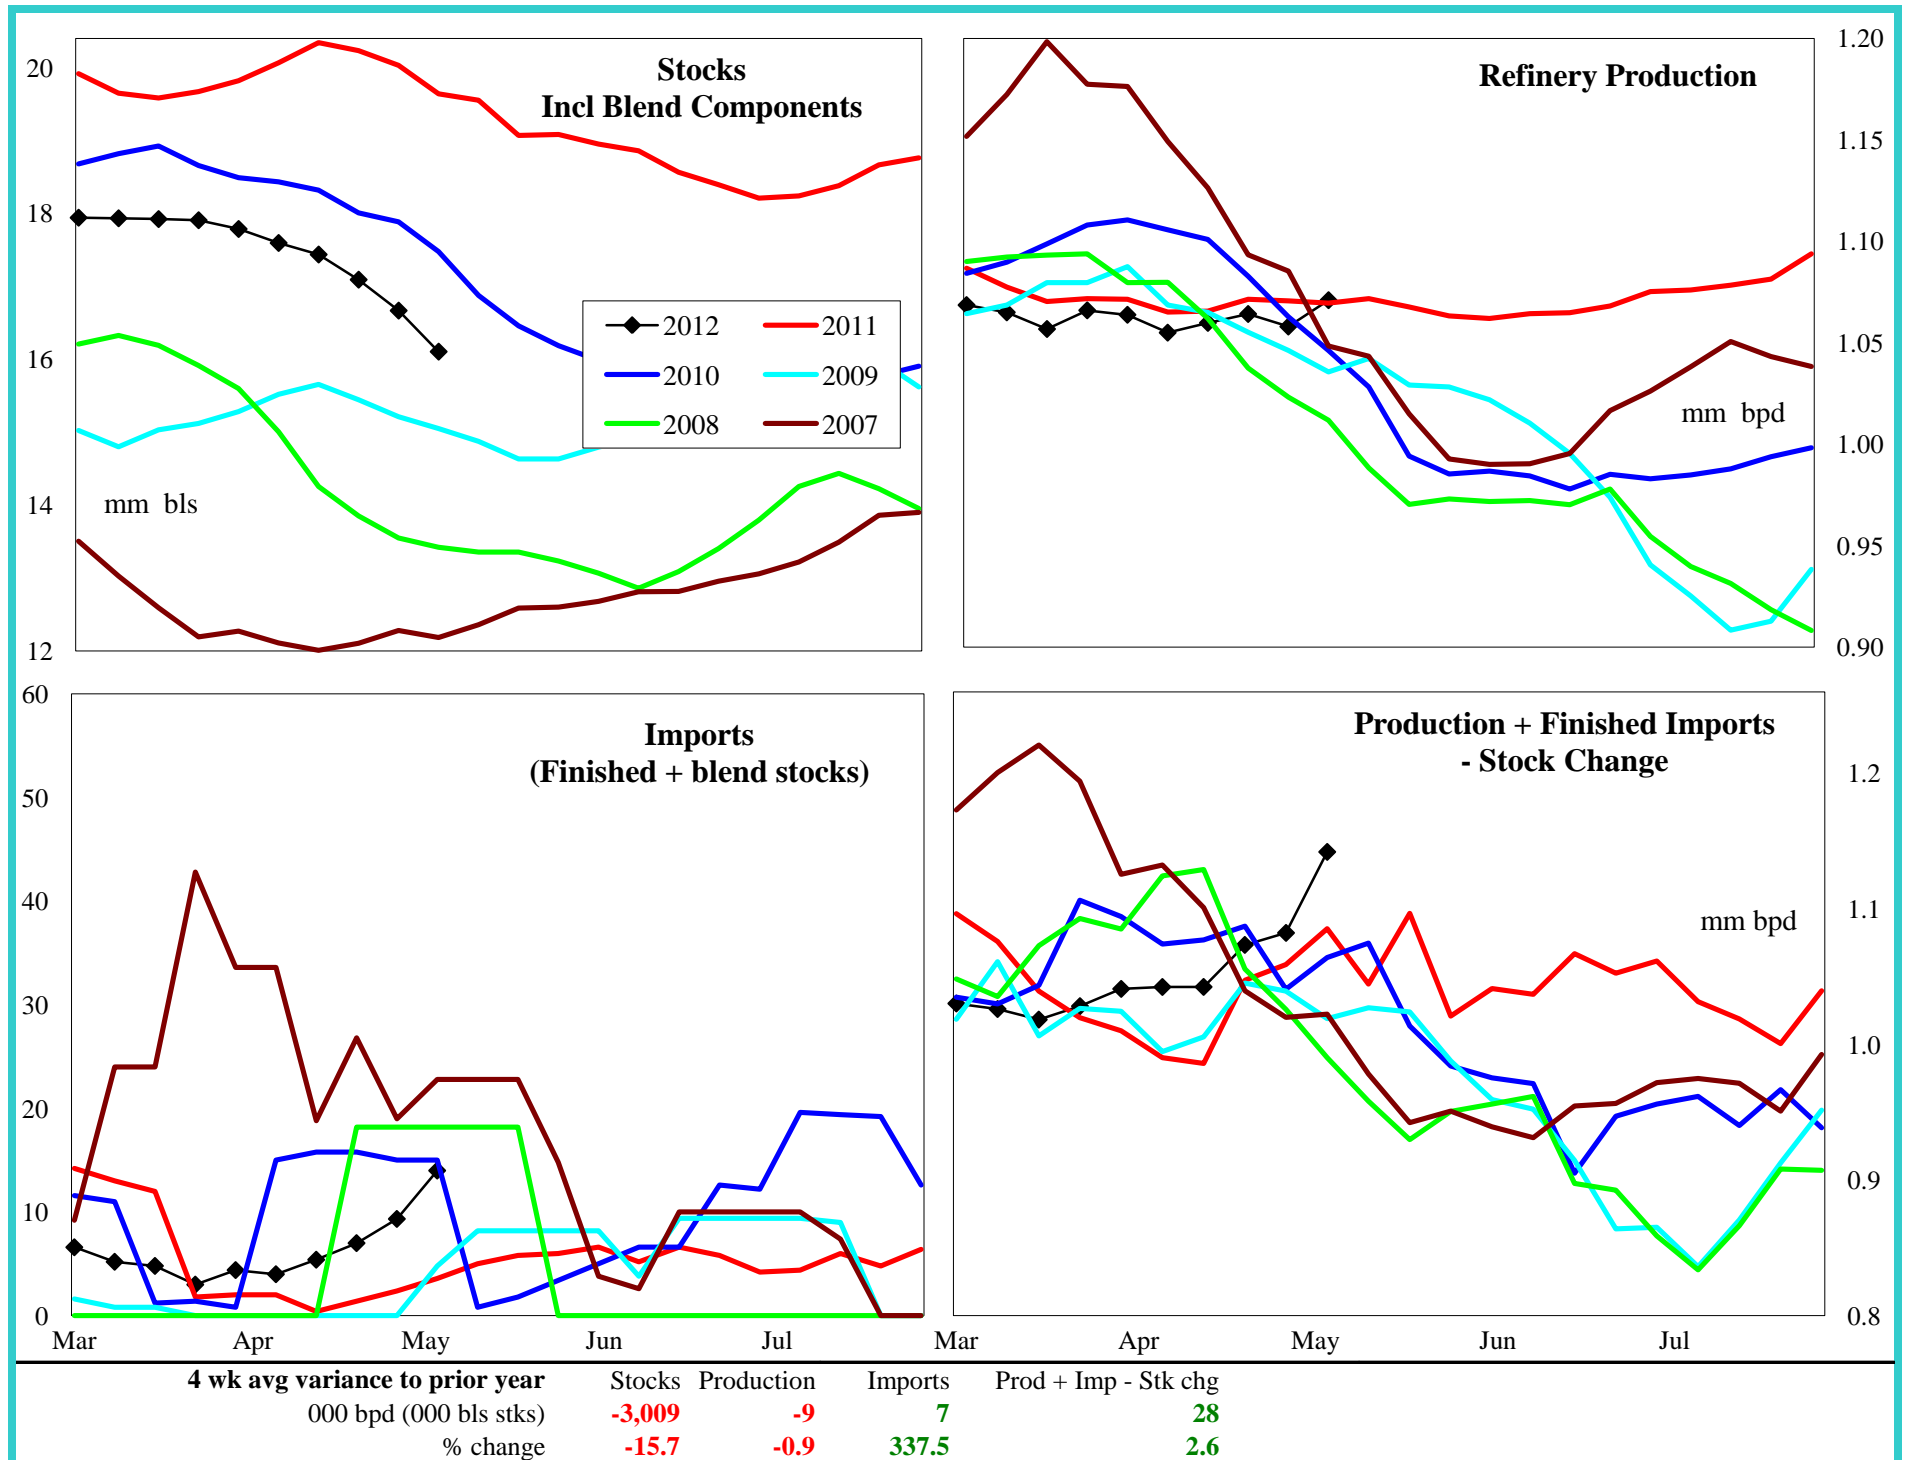 Stocks
Incl Blend Components
20
18
16
14
12
mm bls
2012
2011
2010
2009
2008
2007
Refinery Production
1.20
1.15
1.10
1.05
1.00
0.95
0.90
mm bpd
Imports
(Finished + blend stocks)
60
50
40
30
20
10
0
Mar Apr May Jun Jul
Production + Finished Imports
- Stock Change
1.2
1.1
1.0
0.9
0.8
mm bpd
Mar Apr May Jun Jul
4 wk avg variance to prior year Stocks Production Imports Prod + Imp - Stk chg
000 bpd (000 bls stks) -3,009 -9 7 28
% change -15.7 -0.9 337.5 2.6